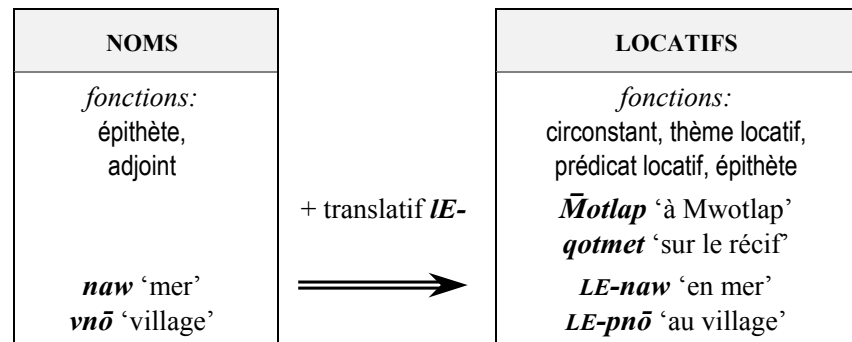 NOMS
fonctions:
épithète,
adjoint
naw ‘mer’
vnō ‘village’
+ translatif lE-
LOCATIFS
fonctions:
circonstant, thème locatif,
prédicat locatif, épithète
M̄otlap ‘à Mwotlap’
qotmet ‘sur le récif’
LE-naw ‘en mer’
LE-pnō ‘au village’